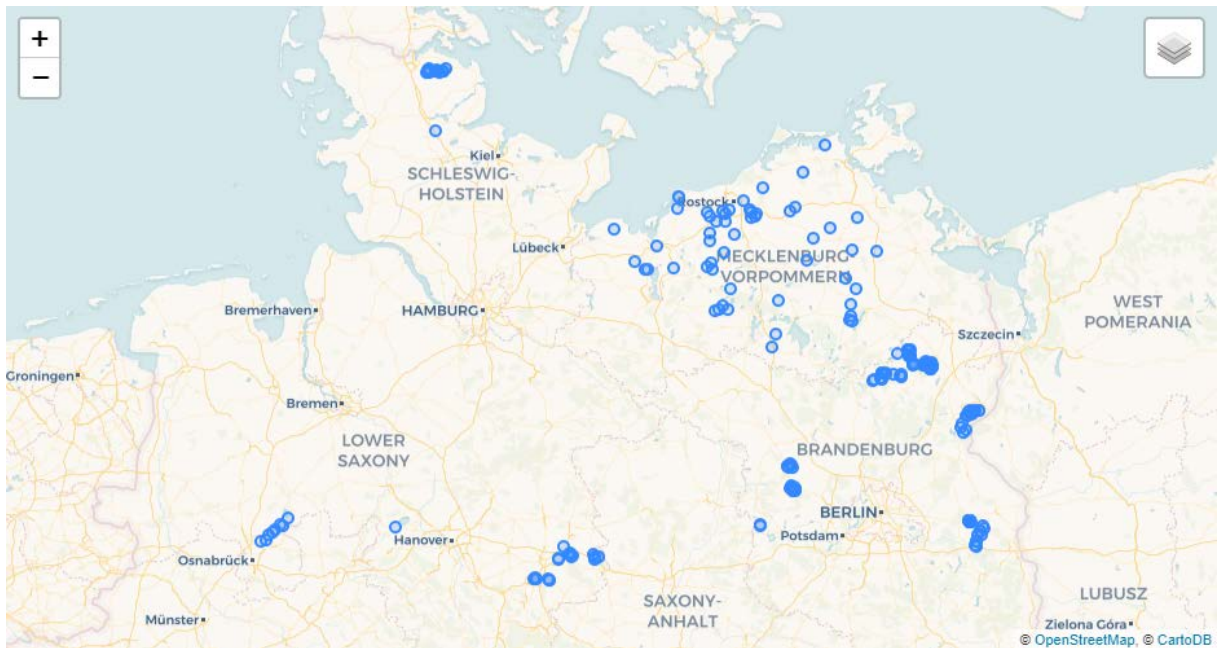 +
−
Kiel
SCHLESWIG-
HOLSTEIN
Rostock
Lübeck
MECKLENBURG
VORPOMMERN
WEST
POMERANIA
Bremerhaven
HAMBURG
Szczecin
Groningen
Bremen
LOWER
SAXONY
BRANDENBURG
BERLIN
Potsdam
Hanover
Osnabrück
SAXONY-
ANHALT
LUBUSZ
Münster
Zielona Góra
© OpenStreetMap, © CartoDB